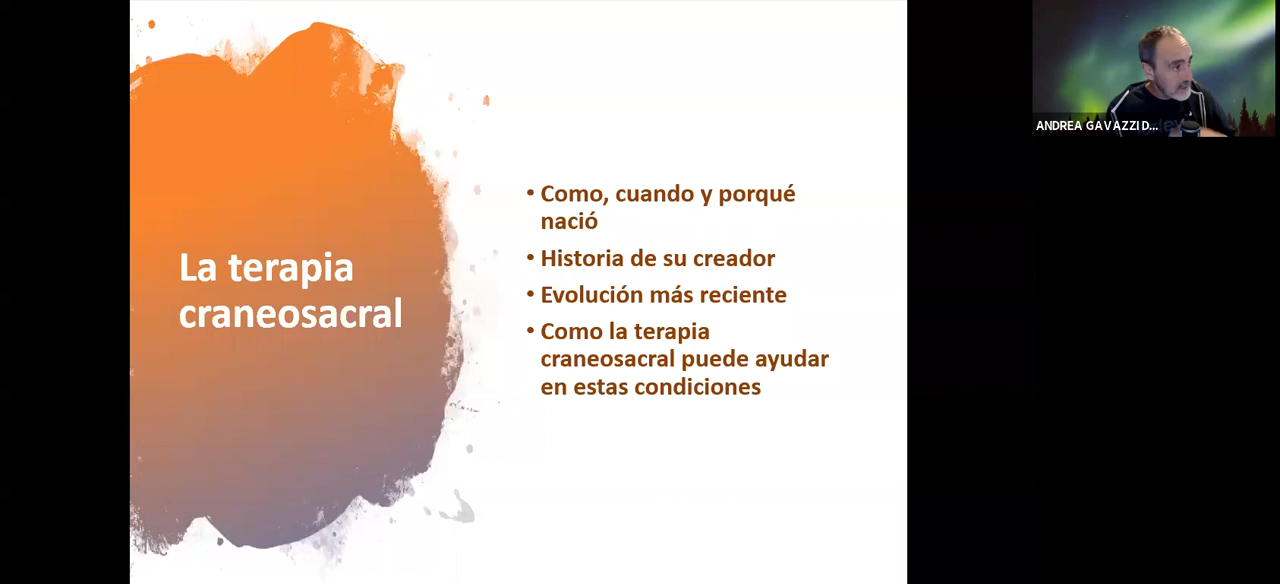 La terapia
craneosacral
• Como, cuando y porqué
nació
• Historia de su creador
• Evolución más reciente
• Como la terapia
craneosacral puede ayudar
en estas condiciones
ANDREA GAVAZZI D...